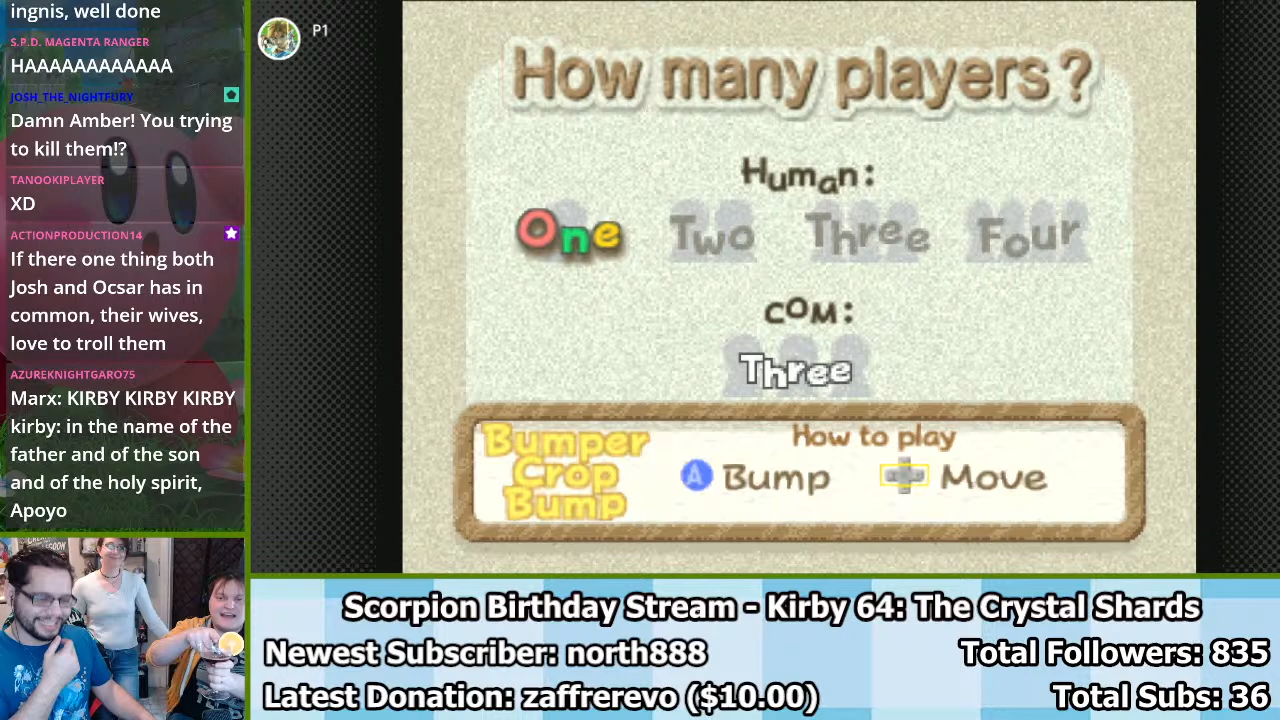 ingnis, well done
S.P.D. MAGENTA RANGER
HAAAAAAAAAAAA
JOSH_THE_NIGHTFURY
Damn Amber! You trying
to kill them!?
TANOOKIPLAYER
XD
ACTIONPRODUCTION14
If there one thing both
Josh and Ocsar has in
common, their wives,
love to troll them
AZUREKNIGHTGARO75
Marx: KIRBY KIRBY KIRBY
kirby: in the name of the
father and of the son
and of the holy spirit,
Apoyo
P1
How many players?
Human:
One Two Three Four
COM:
Three
Bumper
Crop
Bump
How to play
A Bump Move
Scorpion Birthday Stream - Kirby 64: The Crystal Shards
Newest Subscriber: north888 Total Followers: 835
Latest Donation: zaffrerevo ($10.00) Total Subs: 36